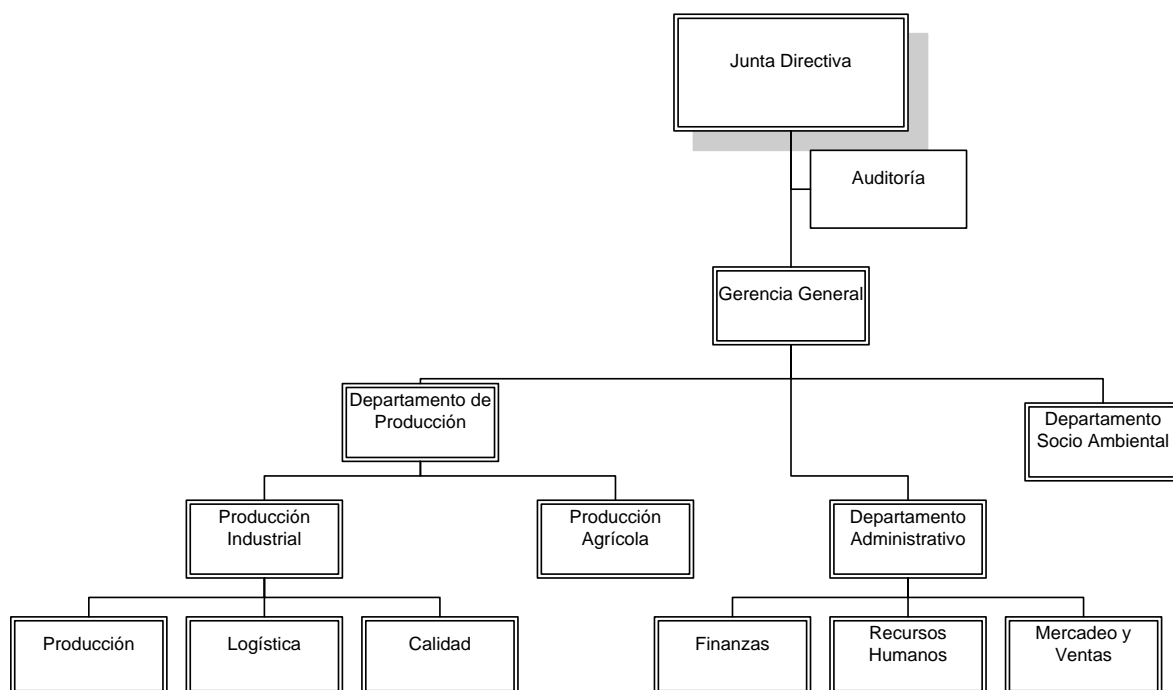 Junta Directiva
Auditoría
Gerencia General
Departamento de
Producción
Departamento
Socio Ambiental
Producción
Industrial
Producción
Agrícola
Departamento
Administrativo
Producción
Logística
Calidad
Finanzas
Recursos
Humanos
Mercadeo y
Ventas